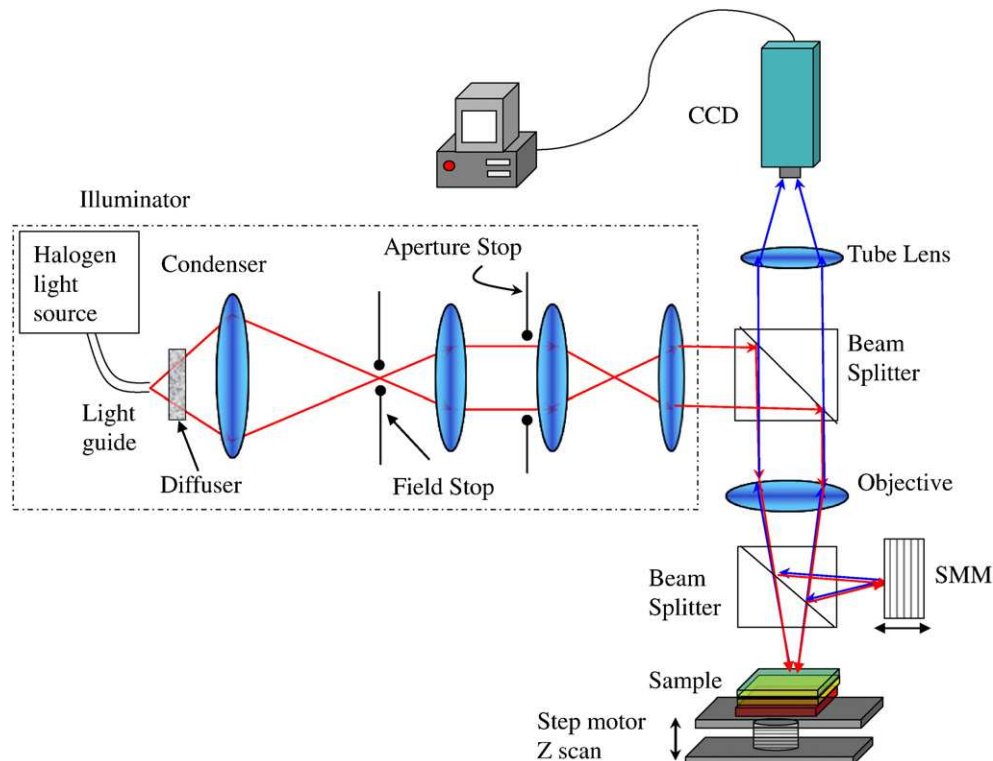 CCD
Illuminator
Halogen
light
source
Condenser
Aperture Stop
Tube Lens
Beam
Splitter
Light
guide
Diffuser
Field Stop
Objective
Beam
Splitter
SMM
Sample
Step motor
Z scan